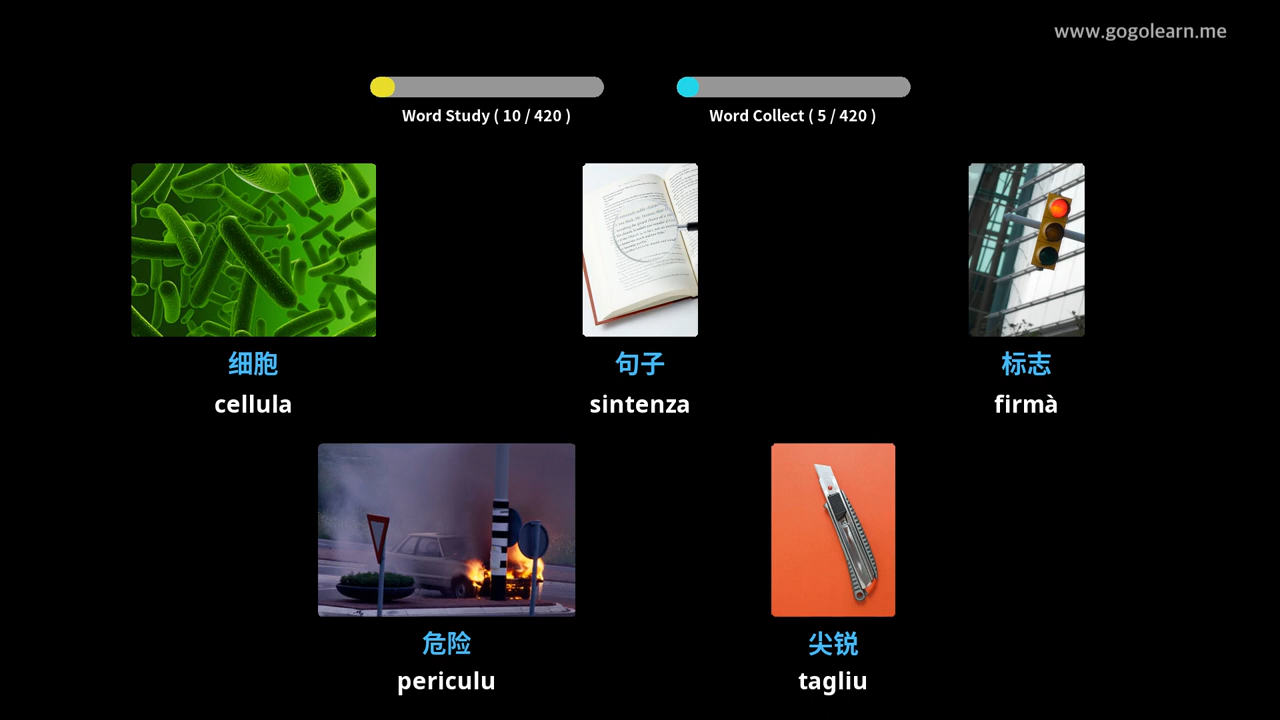 www.gogolearn.me
Word Study ( 10 / 420 )
Word Collect ( 5 / 420 )
细胞
cellula
句子
sintenza
标志
firmà
危险
periculu
尖锐
tagliu